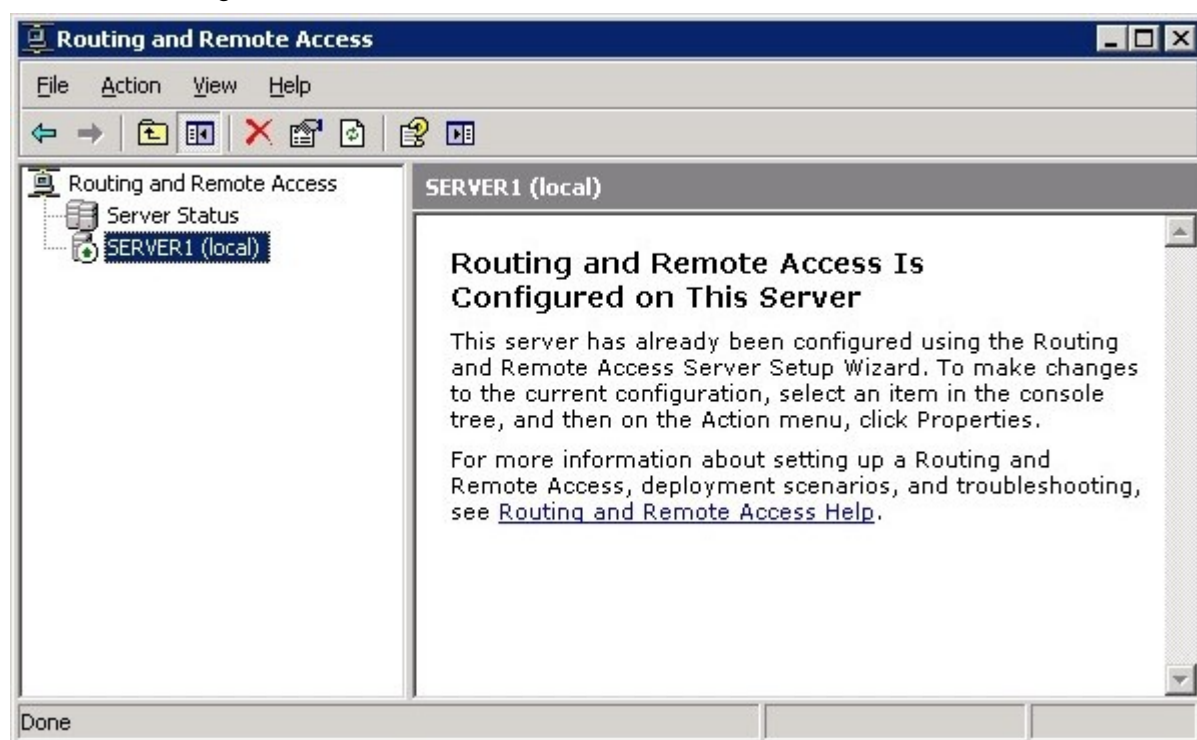 Routing and Remote Access
File Action View Help
Routing and Remote Access
Server Status
SERVER1 (local)
SERVER1 (local)
Routing and Remote Access Is
Configured on This Server
This server has already been configured using the Routing
and Remote Access Server Setup Wizard. To make changes
to the current configuration, select an item in the console
tree, and then on the Action menu, click Properties.
For more information about setting up a Routing and
Remote Access, deployment scenarios, and troubleshooting,
see Routing and Remote Access Help.
Done